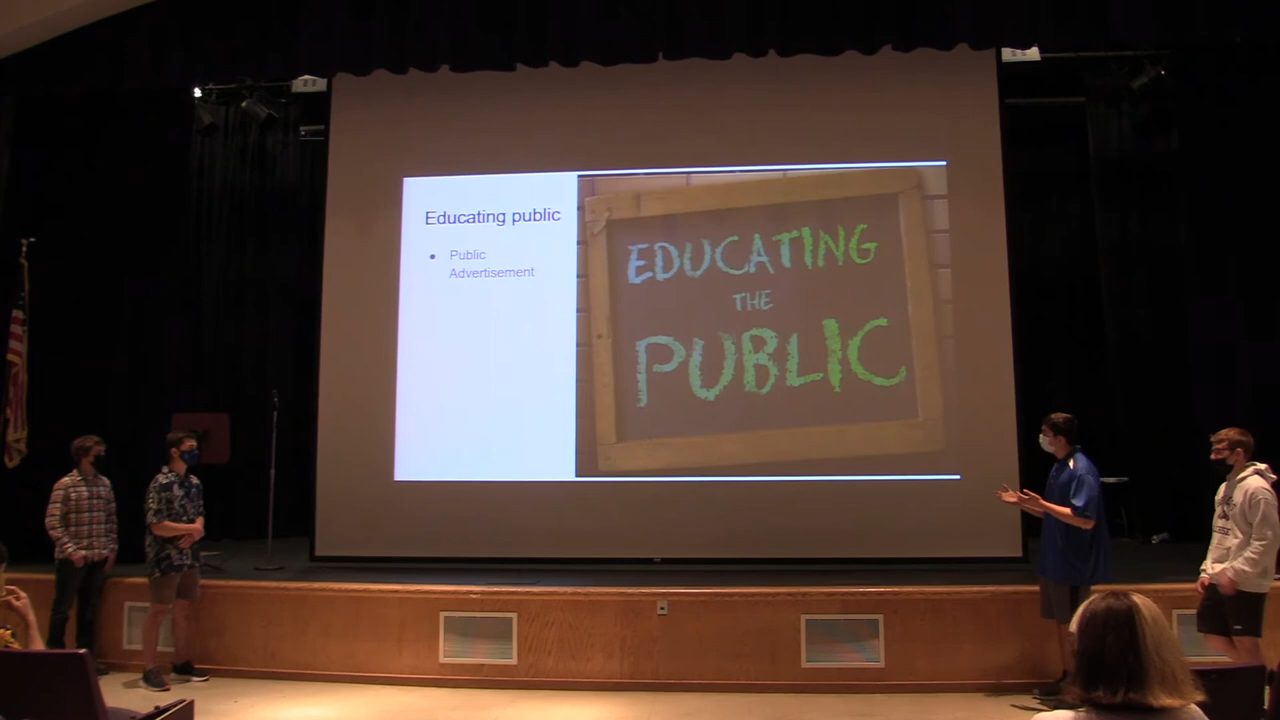 Educating public
● Public
Advertisement
EDUCATING
THE
PUBLIC